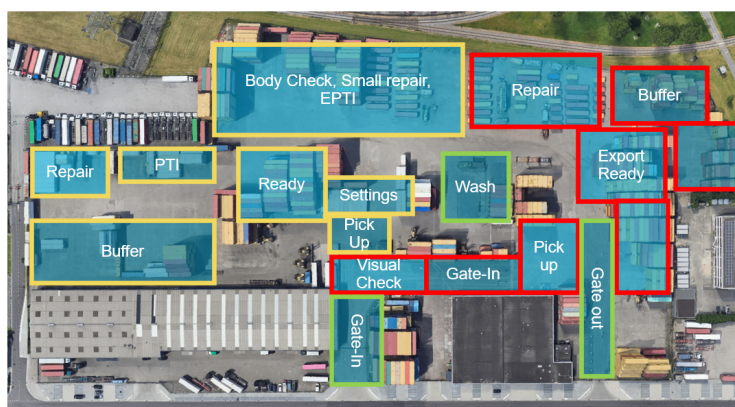 Body Check, Small repair,
EPTI
Repair
Buffer
Repair
PTI
Ready
Settings
Wash
Export
Ready
Buffer
Pick
Up
Visual
Check
Gate-In
Pick
up
Gate-In
Gate out